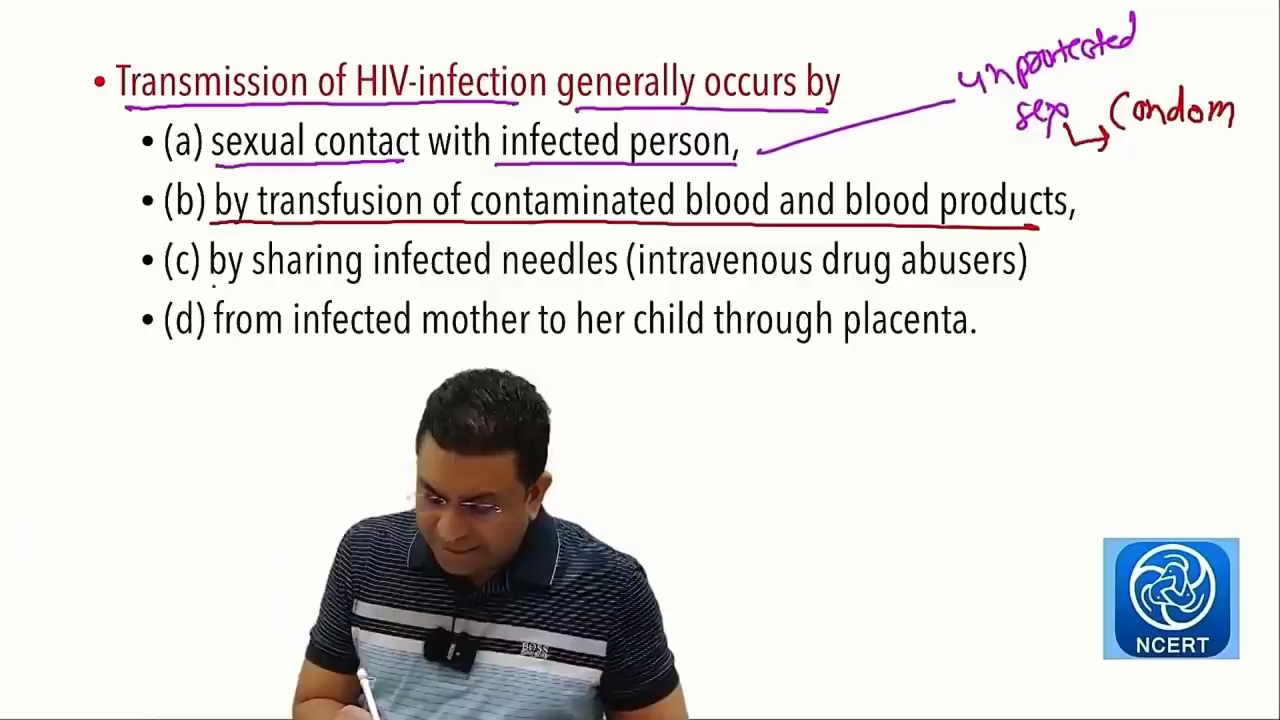 • Transmission of HIV-infection generally occurs by
unportected
sex
Condom
• (a) sexual contact with infected person,
• (b) by transfusion of contaminated blood and blood products,
• (c) by sharing infected needles (intravenous drug abusers)
• (d) from infected mother to her child through placenta.
BOSS
NCERT